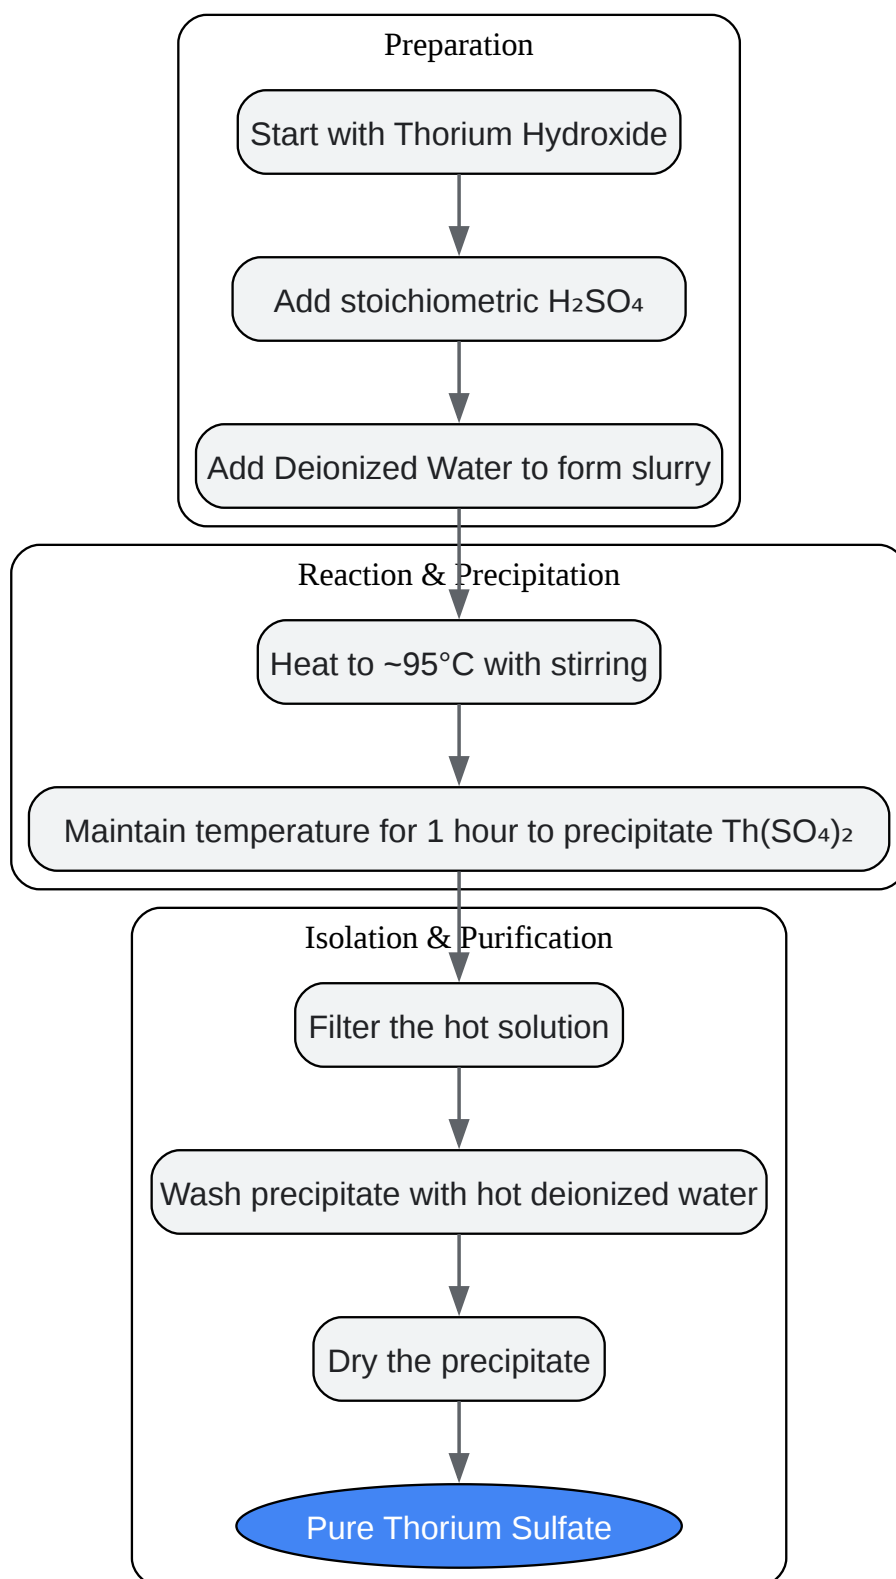 Preparation
Start with Thorium Hydroxide
Add stoichiometric H₂SO₄
Add Deionized Water to form slurry
Reaction & Precipitation
Heat to ~95°C with stirring
Maintain temperature for 1 hour to precipitate Th(SO₄)₂
Isolation & Purification
Filter the hot solution
Wash precipitate with hot deionized water
Dry the precipitate
Pure Thorium Sulfate